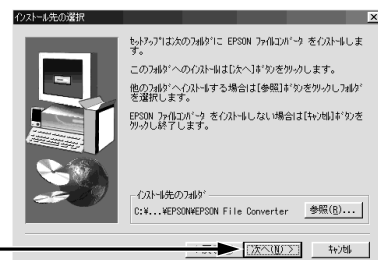 インストール先の選択
ｾｯﾄｱｯﾌﾟは次のﾌｫﾙﾀﾞに EPSON ﾌｧｲﾙｺﾝﾊﾞｰﾀ をｲﾝｽﾄｰﾙしま
す。
このﾌｫﾙﾀﾞへのｲﾝｽﾄｰﾙは[次へ]ﾎﾞﾀﾝをｸﾘｯｸします。
他のﾌｫﾙﾀﾞへｲﾝｽﾄｰﾙする場合は[参照]ﾎﾞﾀﾝをｸﾘｯｸしﾌｫﾙﾀﾞ
を選択します。
EPSON ﾌｧｲﾙｺﾝﾊﾞｰﾀ をｲﾝｽﾄｰﾙしない場合は[ｷｬﾝｾﾙ]ﾎﾞﾀﾝを
ｸﾘｯｸし終了します。
ｲﾝｽﾄｰﾙ先のﾌｫﾙﾀﾞ
C:¥...¥EPSON¥EPSON File Converter
参照(R)...
次へ(N) >
ｷｬﾝｾﾙ